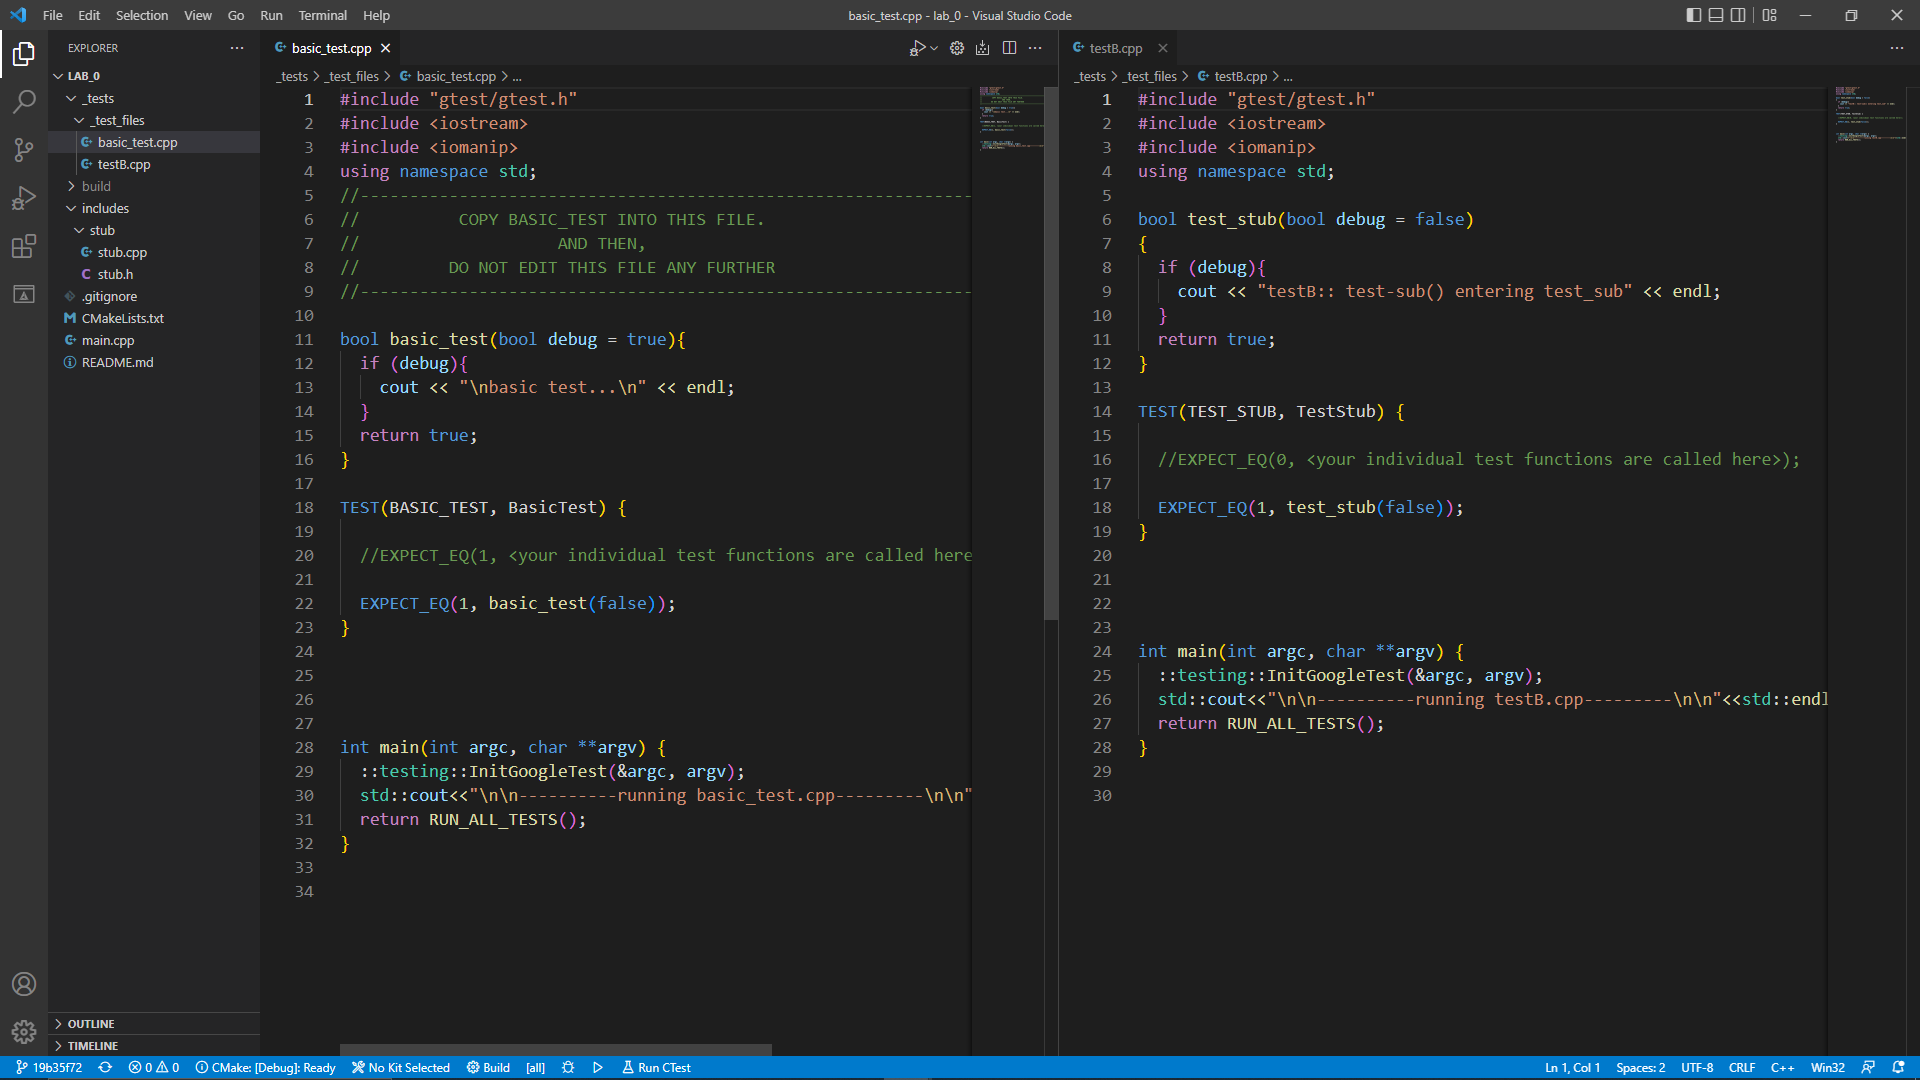 File Edit Selection View Go Run Terminal Help
basic_test.cpp - lab_0 - Visual Studio Code
EXPLORER
LAB_0
_tests
_test_files
basic_test.cpp
testB.cpp
build
includes
stub
stub.cpp
stub.h
.gitignore
CMakeLists.txt
main.cpp
README.md
OUTLINE
TIMELINE
basic_test.cpp
_tests > _test_files > basic_test.cpp > ...
1 #include "gtest/gtest.h"
2 #include <iostream>
3 #include <iomanip>
4 using namespace std;
5 //--------------------------------------------------------------
6 // COPY BASIC_TEST INTO THIS FILE.
7 // AND THEN,
8 // DO NOT EDIT THIS FILE ANY FURTHER
9 //--------------------------------------------------------------
10
11 bool basic_test(bool debug = true){
12 if (debug){
13 cout << "\nbasic test...\n" << endl;
14 }
15 return true;
16 }
17
18 TEST(BASIC_TEST, BasicTest) {
19
20 //EXPECT_EQ(1, <your individual test functions are called here
21
22 EXPECT_EQ(1, basic_test(false));
23 }
24
25
26
27
28 int main(int argc, char **argv) {
29 ::testing::InitGoogleTest(&argc, argv);
30 std::cout<<"\n\n----------running basic_test.cpp---------\n\n"
31 return RUN_ALL_TESTS();
32 }
33
34
testB.cpp
_tests > _test_files > testB.cpp > ...
1 #include "gtest/gtest.h"
2 #include <iostream>
3 #include <iomanip>
4 using namespace std;
5
6 bool test_stub(bool debug = false)
7 {
8 if (debug){
9 cout << "testB:: test-sub() entering test_sub" << endl;
10 }
11 return true;
12 }
13
14 TEST(TEST_STUB, TestStub) {
15
16 //EXPECT_EQ(0, <your individual test functions are called here>);
17
18 EXPECT_EQ(1, test_stub(false));
19 }
20
21
22
23
24 int main(int argc, char **argv) {
25 ::testing::InitGoogleTest(&argc, argv);
26 std::cout<<"\n\n----------running testB.cpp---------\n\n"<<std::endl
27 return RUN_ALL_TESTS();
28 }
29
30
19b35f72 0 0 CMake: [Debug]: Ready No Kit Selected Build [all] Run CTest Ln 1, Col 1 Spaces: 2 UTF-8 CRLF C++ Win32